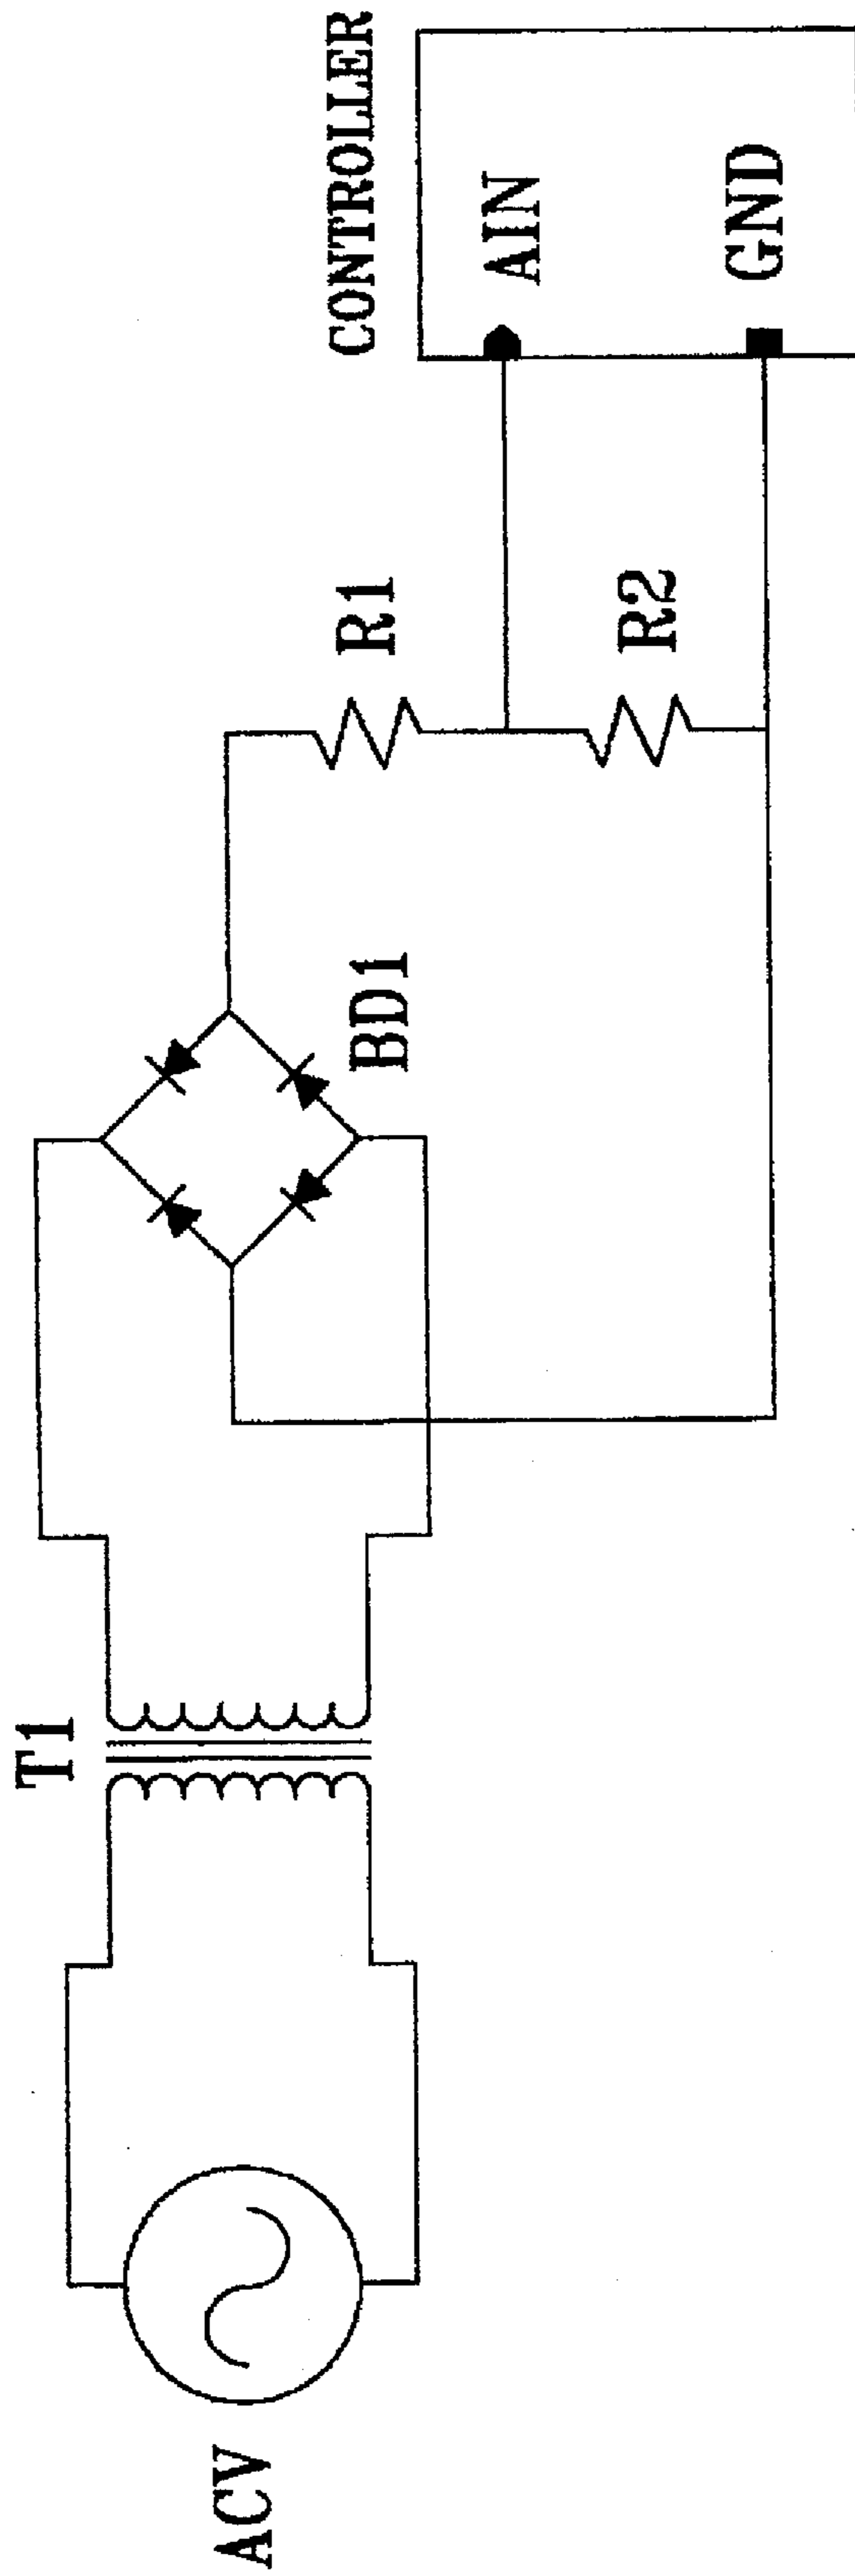 ACV
T1
BD1
R1
R2
CONTROLLER
AIN
GND